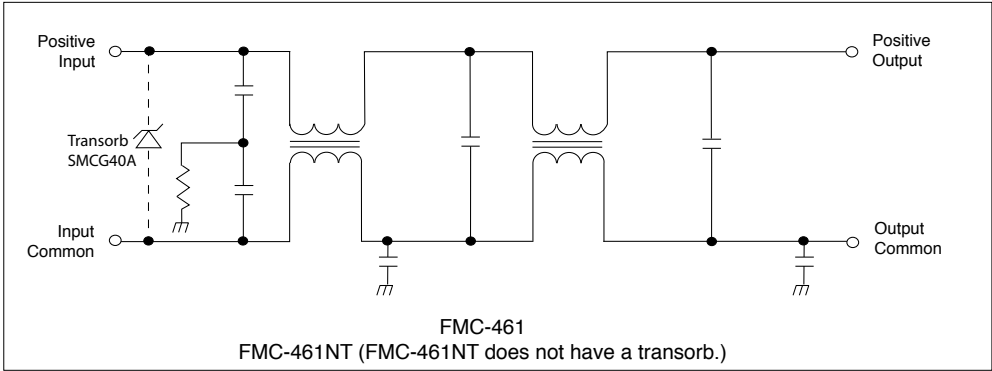 Positive
Input
Positive
Output
Transorb
SMCG40A
Input
Common
Output
Common
FMC-461
FMC-461NT (FMC-461NT does not have a transorb.)